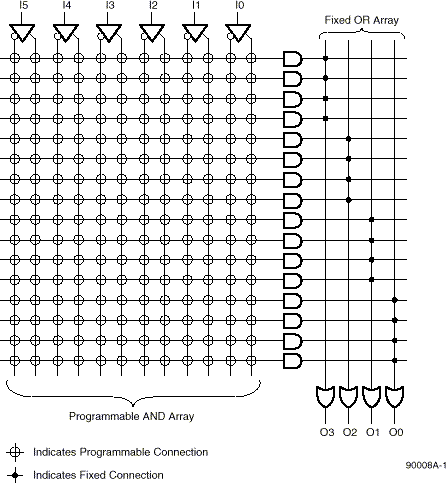 I5 I4 I3 I2 I1 I0
Fixed OR Array
Programmable AND Array
O3 O2 O1 O0
Indicates Programmable Connection
Indicates Fixed Connection
90008A-1